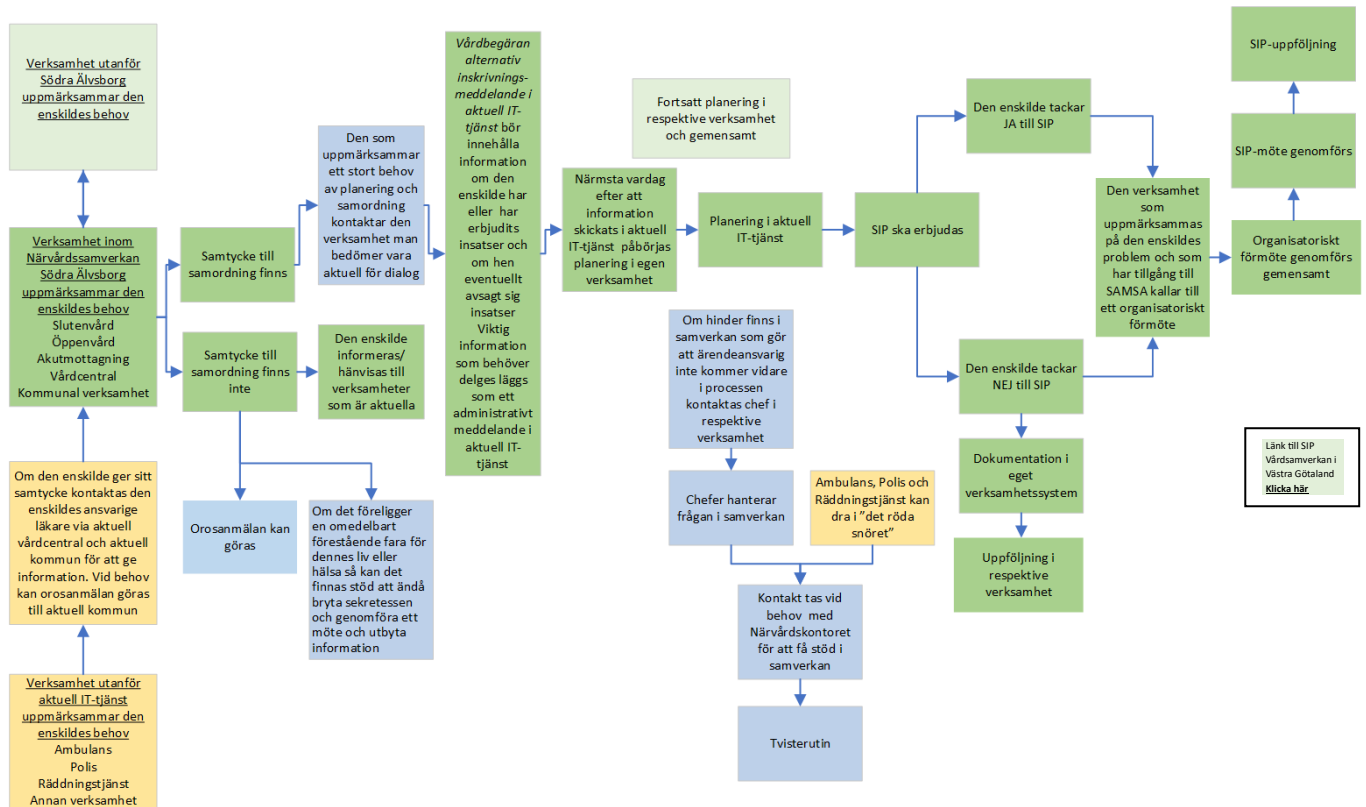 Verksamhet utanför
Södra Älvsborg
uppmärksammar den
enskildes behov
Verksamhet inom
Närvårdssamverkan
Södra Älvsborg
uppmärksammar den
enskildes behov
Slutenvård
Öppenvård
Akutmottagning
Vårdcentral
Kommunal verksamhet
Om den enskilde ger sitt
samtycke kontaktas den
enskildes ansvarige
läkare via aktuell
vårdcentral och aktuell
kommun för att ge
information. Vid behov
kan orosanmälan göras
till aktuell kommun
Verksamhet utanför
aktuell IT-tjänst
uppmärksammar den
enskildes behov
Ambulans
Polis
Räddningstjänst
Annan verksamhet
Samtycke till
samordning finns
Samtycke till
samordning finns
inte
Orosanmälan kan
göras
Den som
uppmärksammar
ett stort behov
av planering och
samordning
kontaktar den
verksamhet man
bedömer vara
aktuell för dialog
Den enskilde
informeras/
hänvisas till
verksamheter
som är aktuella
Om det föreligger
en omedelbart
förestående fara för
dennes liv eller
hälsa så kan det
finnas stöd att ändå
bryta sekretessen
och genomföra ett
möte och utbyta
information
Vårdbegäran
alternativ
inskrivnings-
meddelande i
aktuell IT-
tjänst bör
innehålla
information
om den
enskilde har
eller har
erbjudits
insatser och
om hen
eventuellt
avsagt sig
insatser
Viktig
information
som behöver
delges läggs
som ett
administrativt
meddelande i
aktuell IT-
tjänst
Fortsatt planering i
respektive verksamhet
och gemensamt
Närmsta vardag
efter att
information
skickats i aktuell
IT-tjänst påbörjas
planering i egen
verksamhet
Planering i aktuell
IT-tjänst
SIP ska erbjudas
Om hinder finns i
samverkan som gör
att ärendeansvarig
inte kommer vidare
i processen
kontaktas chef i
respektive
verksamhet
Chefer hanterar
frågan i samverkan
Ambulans, Polis och
Räddningstjänst kan
dra i ”det röda
snöret”
Kontakt tas vid
behov med
Närvårdskontoret
för att få stöd i
samverkan
Tvisterutin
Den enskilde tackar
JA till SIP
Den enskilde tackar
NEJ till SIP
Dokumentation i
eget
verksamhetssystem
Uppföljning i
respektive
verksamhet
Den verksamhet
som
uppmärksammas
på den enskildes
problem och som
har tillgång till
SAMSA kallar till
ett organisatoriskt
förmöte
SIP-uppföljning
SIP-möte genomförs
Organisatoriskt
förmöte genomförs
gemensamt
Länk till SIP
Vårdsamverkan i
Västra Götaland
Klicka här